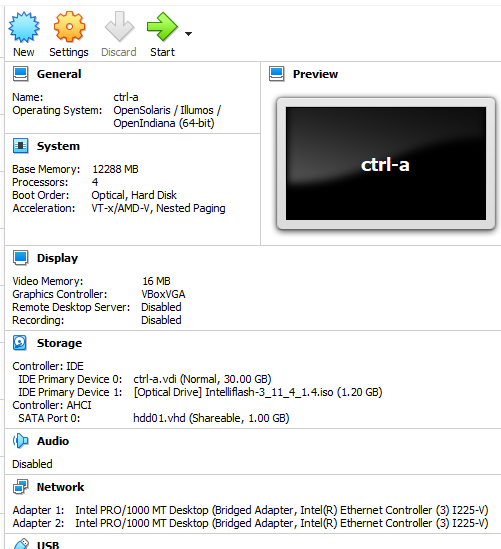 New Settings Discard Start
General
Name: ctrl-a
Operating System: OpenSolaris / Illumos /
OpenIndiana (64-bit)
Preview
ctrl-a
System
Base Memory: 12288 MB
Processors: 4
Boot Order: Optical, Hard Disk
Acceleration: VT-x/AMD-V, Nested Paging
Display
Video Memory: 16 MB
Graphics Controller: VBoxVGA
Remote Desktop Server: Disabled
Recording: Disabled
Storage
Controller: IDE
IDE Primary Device 0: ctrl-a.vdi (Normal, 30.00 GB)
IDE Primary Device 1: [Optical Drive] Intelliflash-3_11_4_1.4.iso (1.20 GB)
Controller: AHCI
SATA Port 0: hdd01.vhd (Shareable, 1.00 GB)
Audio
Disabled
Network
Adapter 1: Intel PRO/1000 MT Desktop (Bridged Adapter, Intel(R) Ethernet Controller (3) I225-V)
Adapter 2: Intel PRO/1000 MT Desktop (Bridged Adapter, Intel(R) Ethernet Controller (3) I225-V)
USB